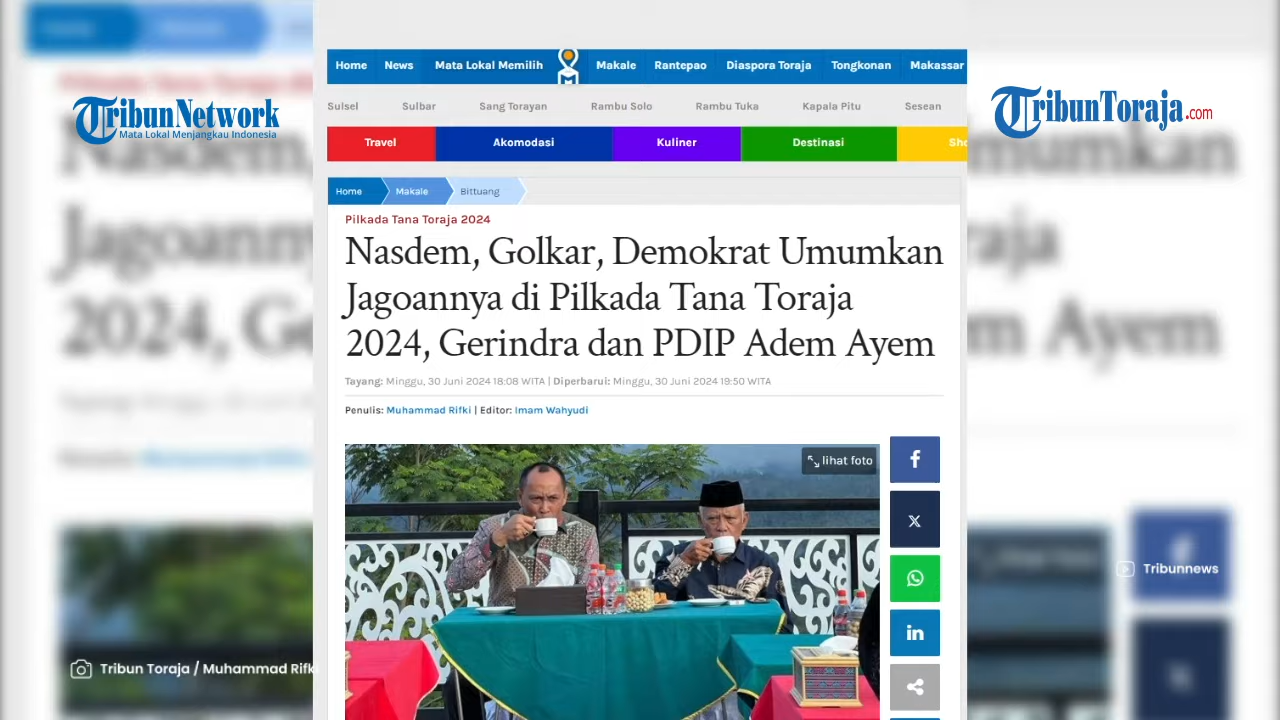 Home News Mata Lokal Memilih Makale Rantepao Diaspora Toraja Tongkonan Makassar
Sulsel Sulbar Sang Torayan Rambu Solo Rambu Tuka Kapala Pitu Sesean
TribunNetwork
Mata Lokal Menjangkau Indonesia
TribunToraja.com
Travel Akomodasi Kuliner Destinasi Sho
Home Makale Bittuang
Pilkada Tana Toraja 2024
Nasdem, Golkar, Demokrat Umumkan
Jagoannya di Pilkada Tana Toraja
2024, Gerindra dan PDIP Adem Ayem
Tayang: Minggu, 30 Juni 2024 18:08 WITA | Diperbarui: Minggu, 30 Juni 2024 19:50 WITA
Penulis: Muhammad Rifki | Editor: Imam Wahyudi
lihat foto
Tribunnews
Tribun Toraja / Muhammad Rifki